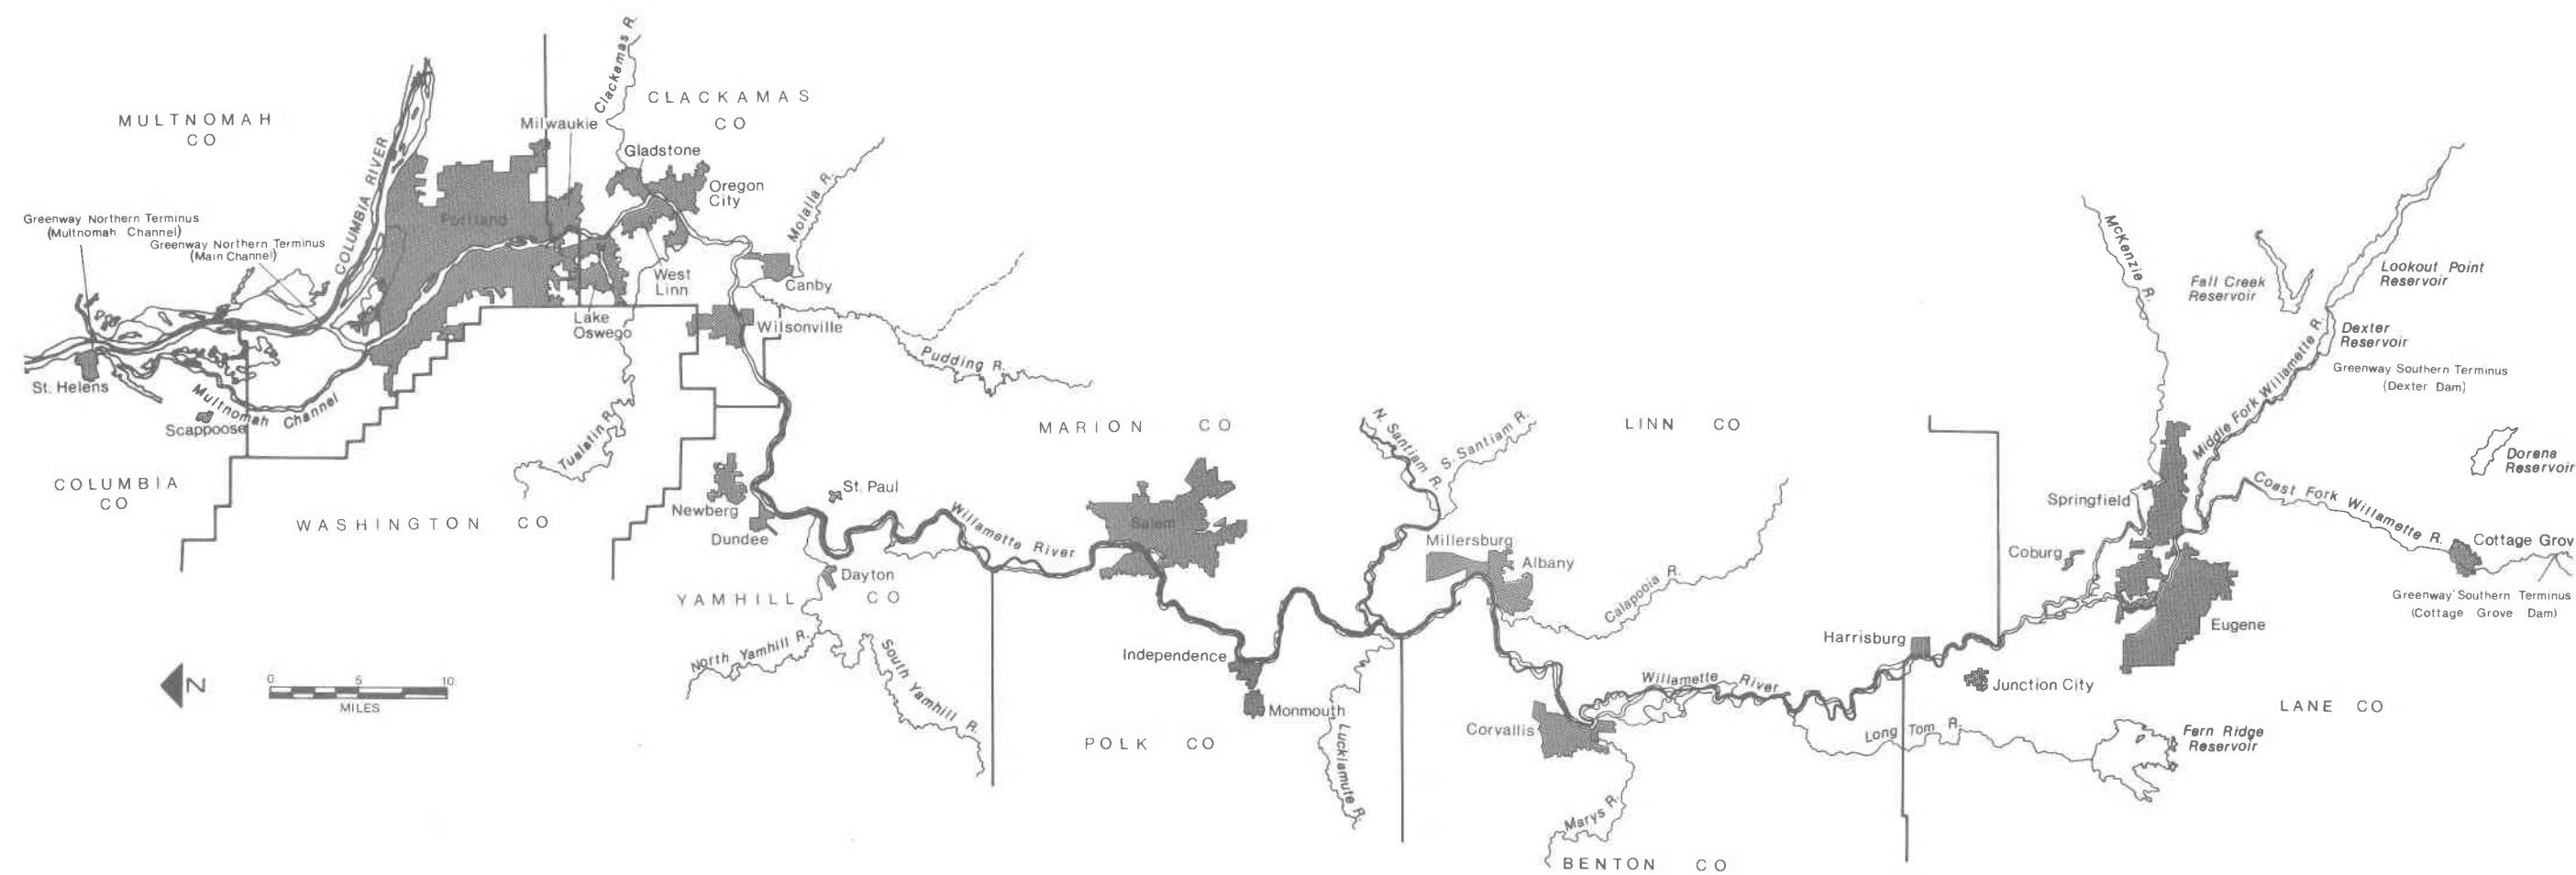 MULTNOMAH
CO
CLACKAMAS
CO
Clackamas R.
Milwaukie
Gladstone
Oregon
City
COLUMBIA RIVER
Portland
Molalla R.
Greenway Northern Terminus
(Multnomah Channel)
Greenway Northern Terminus
(Main Channel)
West
Linn
Canby
Lake
Oswego
Wilsonville
Pudding R.
St. Helens
Multnomah Channel
Scappoose
Tualatin R.
COLUMBIA
CO
WASHINGTON CO
Newberg
Dundee
St. Paul
MARION CO
Willamette River
Salem
Dayton
YAMHILL CO
North Yamhill R.
South Yamhill R.
N
0 5 10
MILES
Independence
Monmouth
POLK CO
Lucklamute R.
N. Santiam R.
S. Santiam R.
LINN CO
Millersburg
Albany
Calapooia R.
Corvallis
Willamette River
Marys R.
BENTON CO
Harrisburg
Junction City
Long Tom R.
Fern Ridge
Reservoir
LANE CO
McKenzie R.
Fall Creek
Reservoir
Lookout Point
Reservoir
Dexter
Reservoir
Greenway Southern Terminus
(Dexter Dam)
Middle Fork Willamette R.
Dorena
Reservoir
Springfield
Coburg
Coast Fork Willamette R.
Cottage Grov
Greenway Southern Terminus
(Cottage Grove Dam)
Eugene